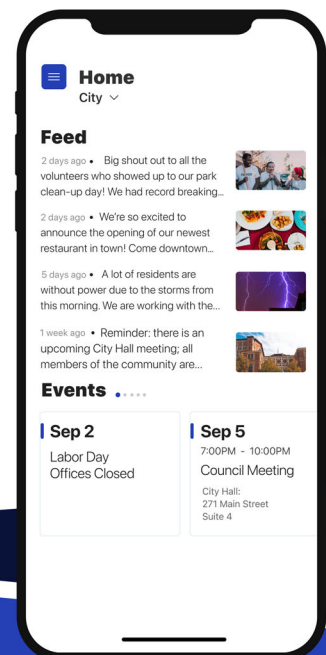 Home
City
Feed
2 days ago • Big shout out to all the
volunteers who showed up to our park
clean-up day! We had record breaking...
2 days ago • We're so excited to
announce the opening of our newest
restaurant in town! Come downtown...
5 days ago • A lot of residents are
without power due to the storms from
this morning. We are working with the...
1 week ago • Reminder: there is an
upcoming City Hall meeting; all
members of the community are...
Events
Sep 2
Labor Day
Offices Closed
Sep 5
7:00PM - 10:00PM
Council Meeting
City Hall:
271 Main Street
Suite 4